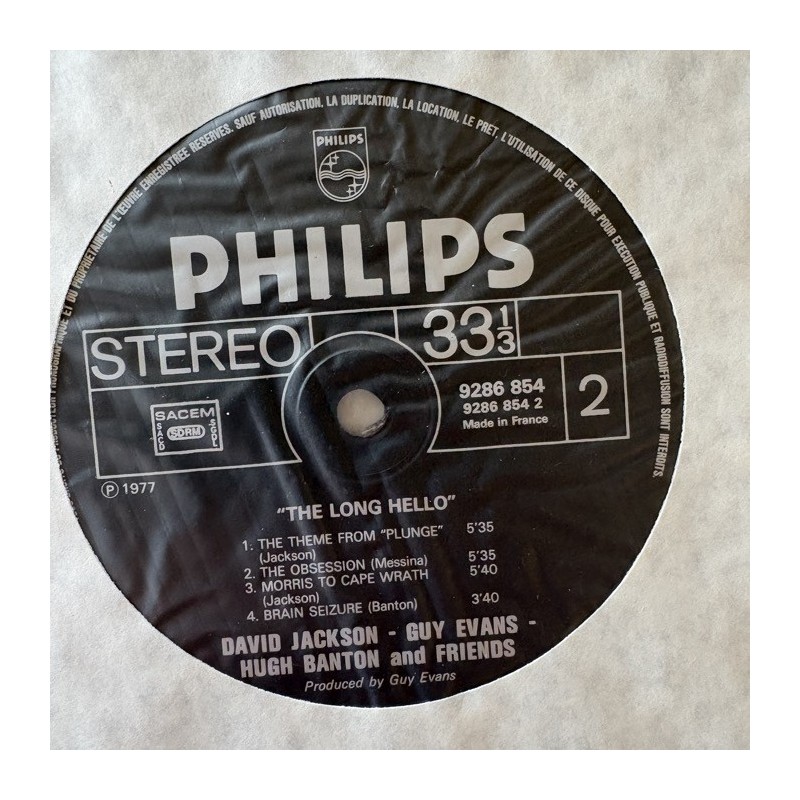 DU PRODUCTEUR PHONOGRAPHIQUE ET DU PROPRIETAIRE DE L'ŒUVRE ENREGISTREE RESERVES. SAUF AUTORISATION, LA DUPLICATION, LA LOCATION, LE PRET, L'UTILISATION DE CE DISQUE POUR EXECUTION PUBLIQUE ET RADIODIFFUSION SONT INTERDITS.
PHILIPS
PHILIPS
STEREO
33 1/3
SACEM
SACD
SDRM
SGDL
9286 854
9286 854 2
Made in France
2
Ⓟ 1977
"THE LONG HELLO"
1. THE THEME FROM "PLUNGE" 5'35
(Jackson)
2. THE OBSESSION (Messina) 5'35
3. MORRIS TO CAPE WRATH 5'40
(Jackson)
4. BRAIN SEIZURE (Banton) 3'40
DAVID JACKSON - GUY EVANS -
HUGH BANTON and FRIENDS
Produced by Guy Evans